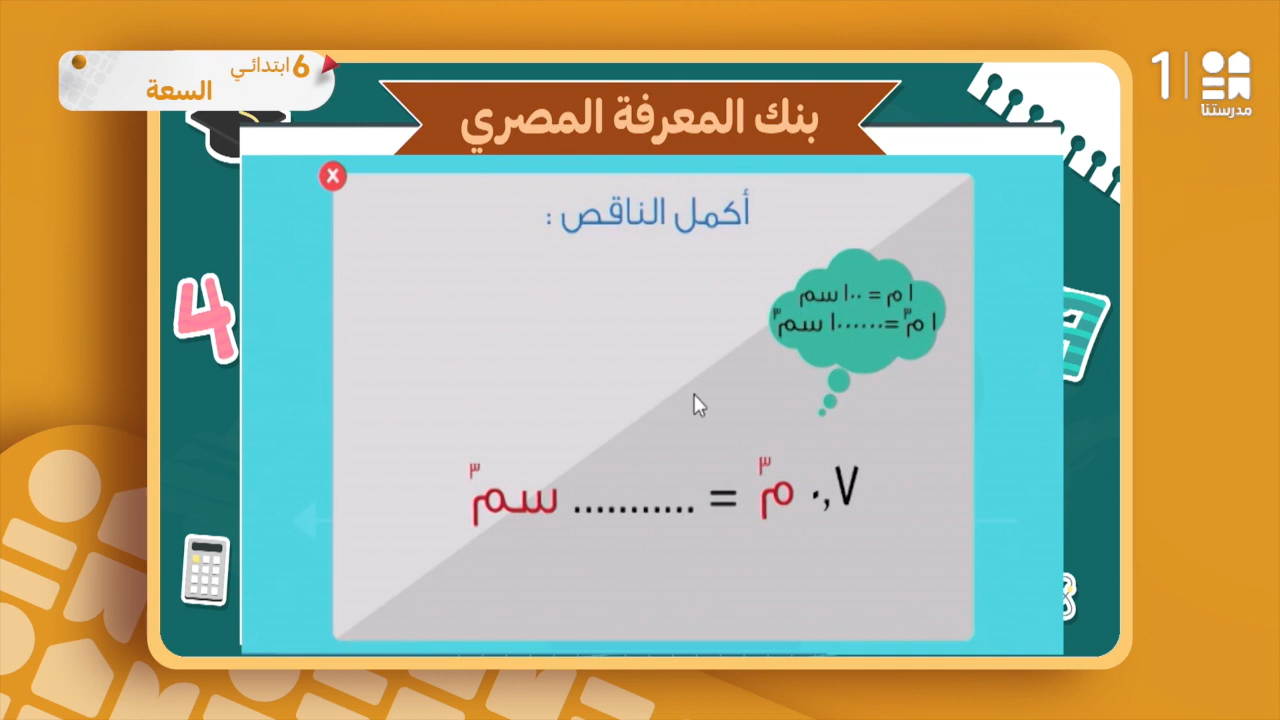 6 ابتدائي
السعة
1
مدرستنا
بنك المعرفة المصري
x
أكمل الناقص :
١ م = ١٠٠ سم
١ م٣ = ١٠٠٠٠٠٠ سم٣
٠,٧ م٣ = ........... سم٣
4